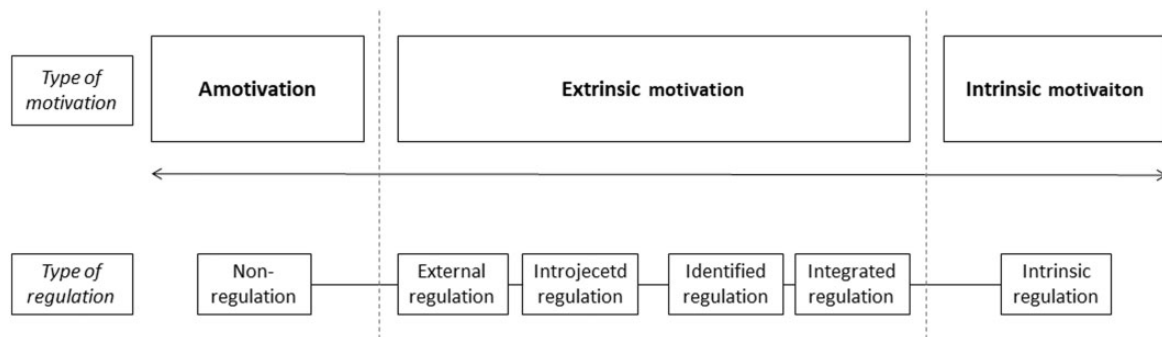 Type of
motivation
Amotivation
Extrinsic motivation
Intrinsic motivaiton
Type of
regulation
Non-
regulation
External
regulation
Introjecetd
regulation
Identified
regulation
Integrated
regulation
Intrinsic
regulation